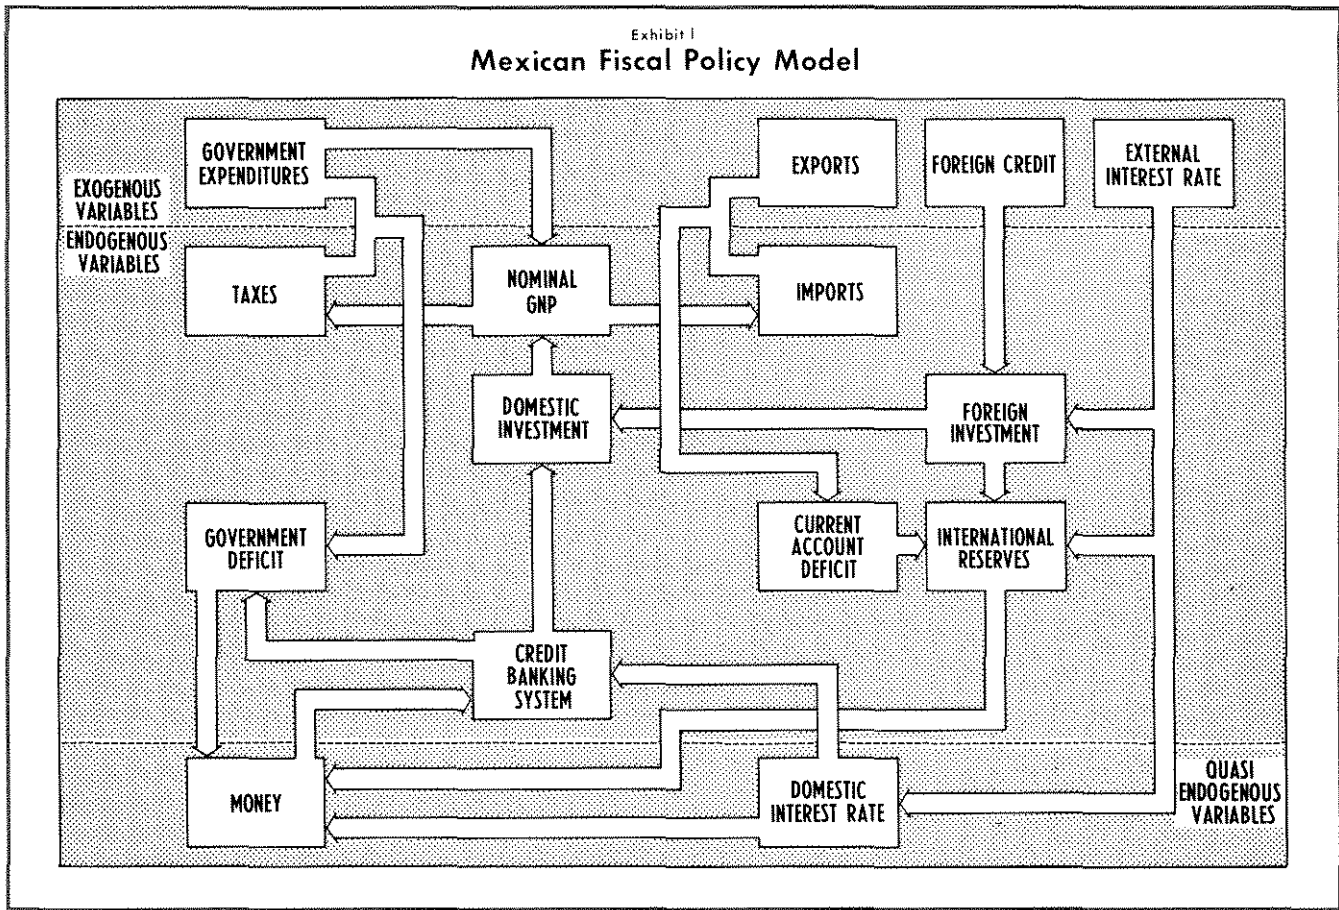 Exhibit I
Mexican Fiscal Policy Model
GOVERNMENT
EXPENDITURES
EXPORTS
FOREIGN CREDIT
EXTERNAL
INTEREST RATE
EXOGENOUS
VARIABLES
ENDOGENOUS
VARIABLES
TAXES
NOMINAL
GNP
IMPORTS
DOMESTIC
INVESTMENT
FOREIGN
INVESTMENT
GOVERNMENT
DEFICIT
CURRENT
ACCOUNT
DEFICIT
INTERNATIONAL
RESERVES
CREDIT
BANKING
SYSTEM
MONEY
DOMESTIC
INTEREST RATE
QUASI
ENDOGENOUS
VARIABLES